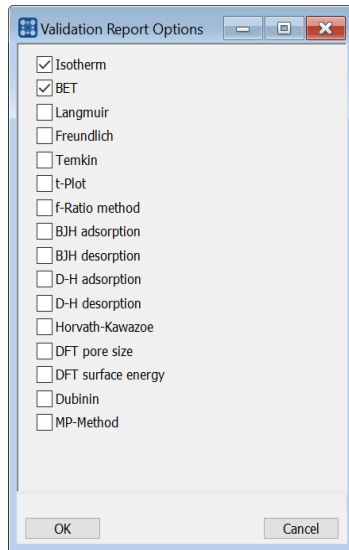 Validation Report Options
Isotherm
BET
Langmuir
Freundlich
Temkin
t-Plot
f-Ratio method
BJH adsorption
BJH desorption
D-H adsorption
D-H desorption
Horvath-Kawazoe
DFT pore size
DFT surface energy
Dubinin
MP-Method
OK Cancel